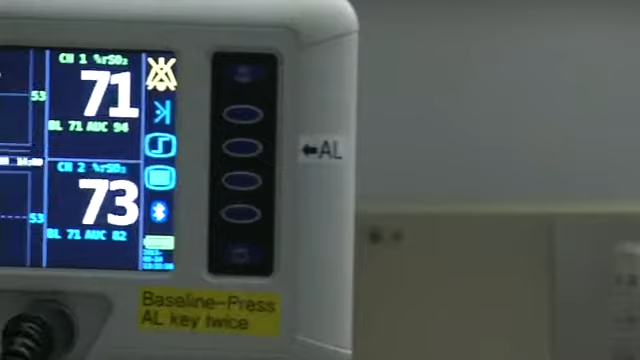 CH 1 %rSO₂
71
53
BL 71 AUC 94
CH 2 %rSO₂
73
53
BL 71 AUC 82
←AL
Baseline-Press
AL key twice